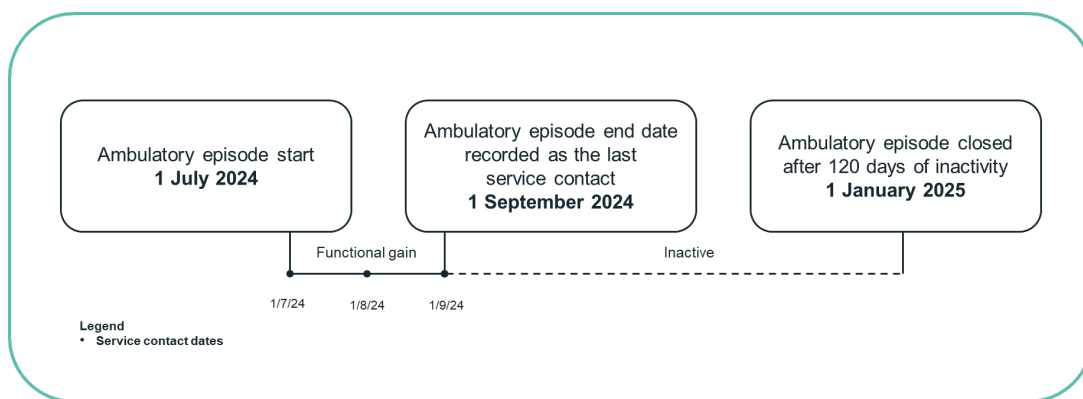 Ambulatory episode start
1 July 2024
Ambulatory episode end date
recorded as the last
service contact
1 September 2024
Ambulatory episode closed
after 120 days of inactivity
1 January 2025
Functional gain
Inactive
1/7/24
1/8/24
1/9/24
Legend
• Service contact dates